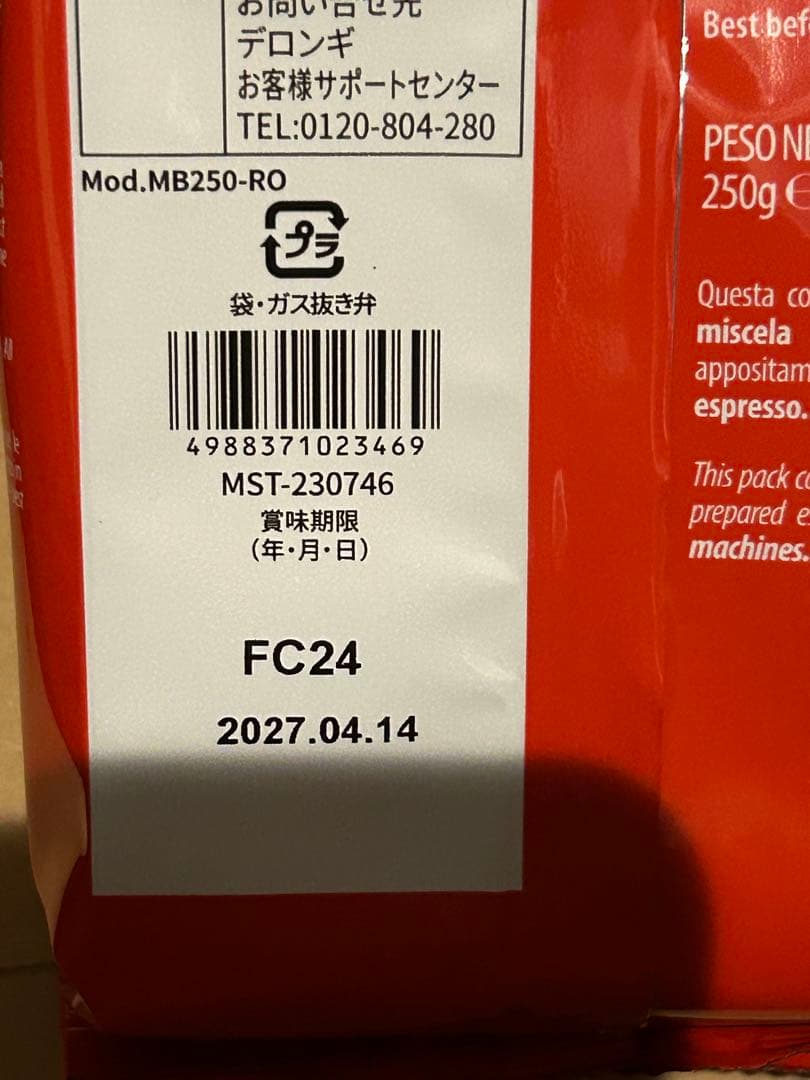 お問い合せ先
デロンギ
お客様サポートセンター
TEL:0120-804-280
Mod.MB250-RO
プラ
袋・ガス抜き弁
4988371023469
MST-230746
賞味期限
(年・月・日)
FC24
2027.04.14
Best
PESO
250g
Questa
miscela
espresso.
This pack
prepared
machines.